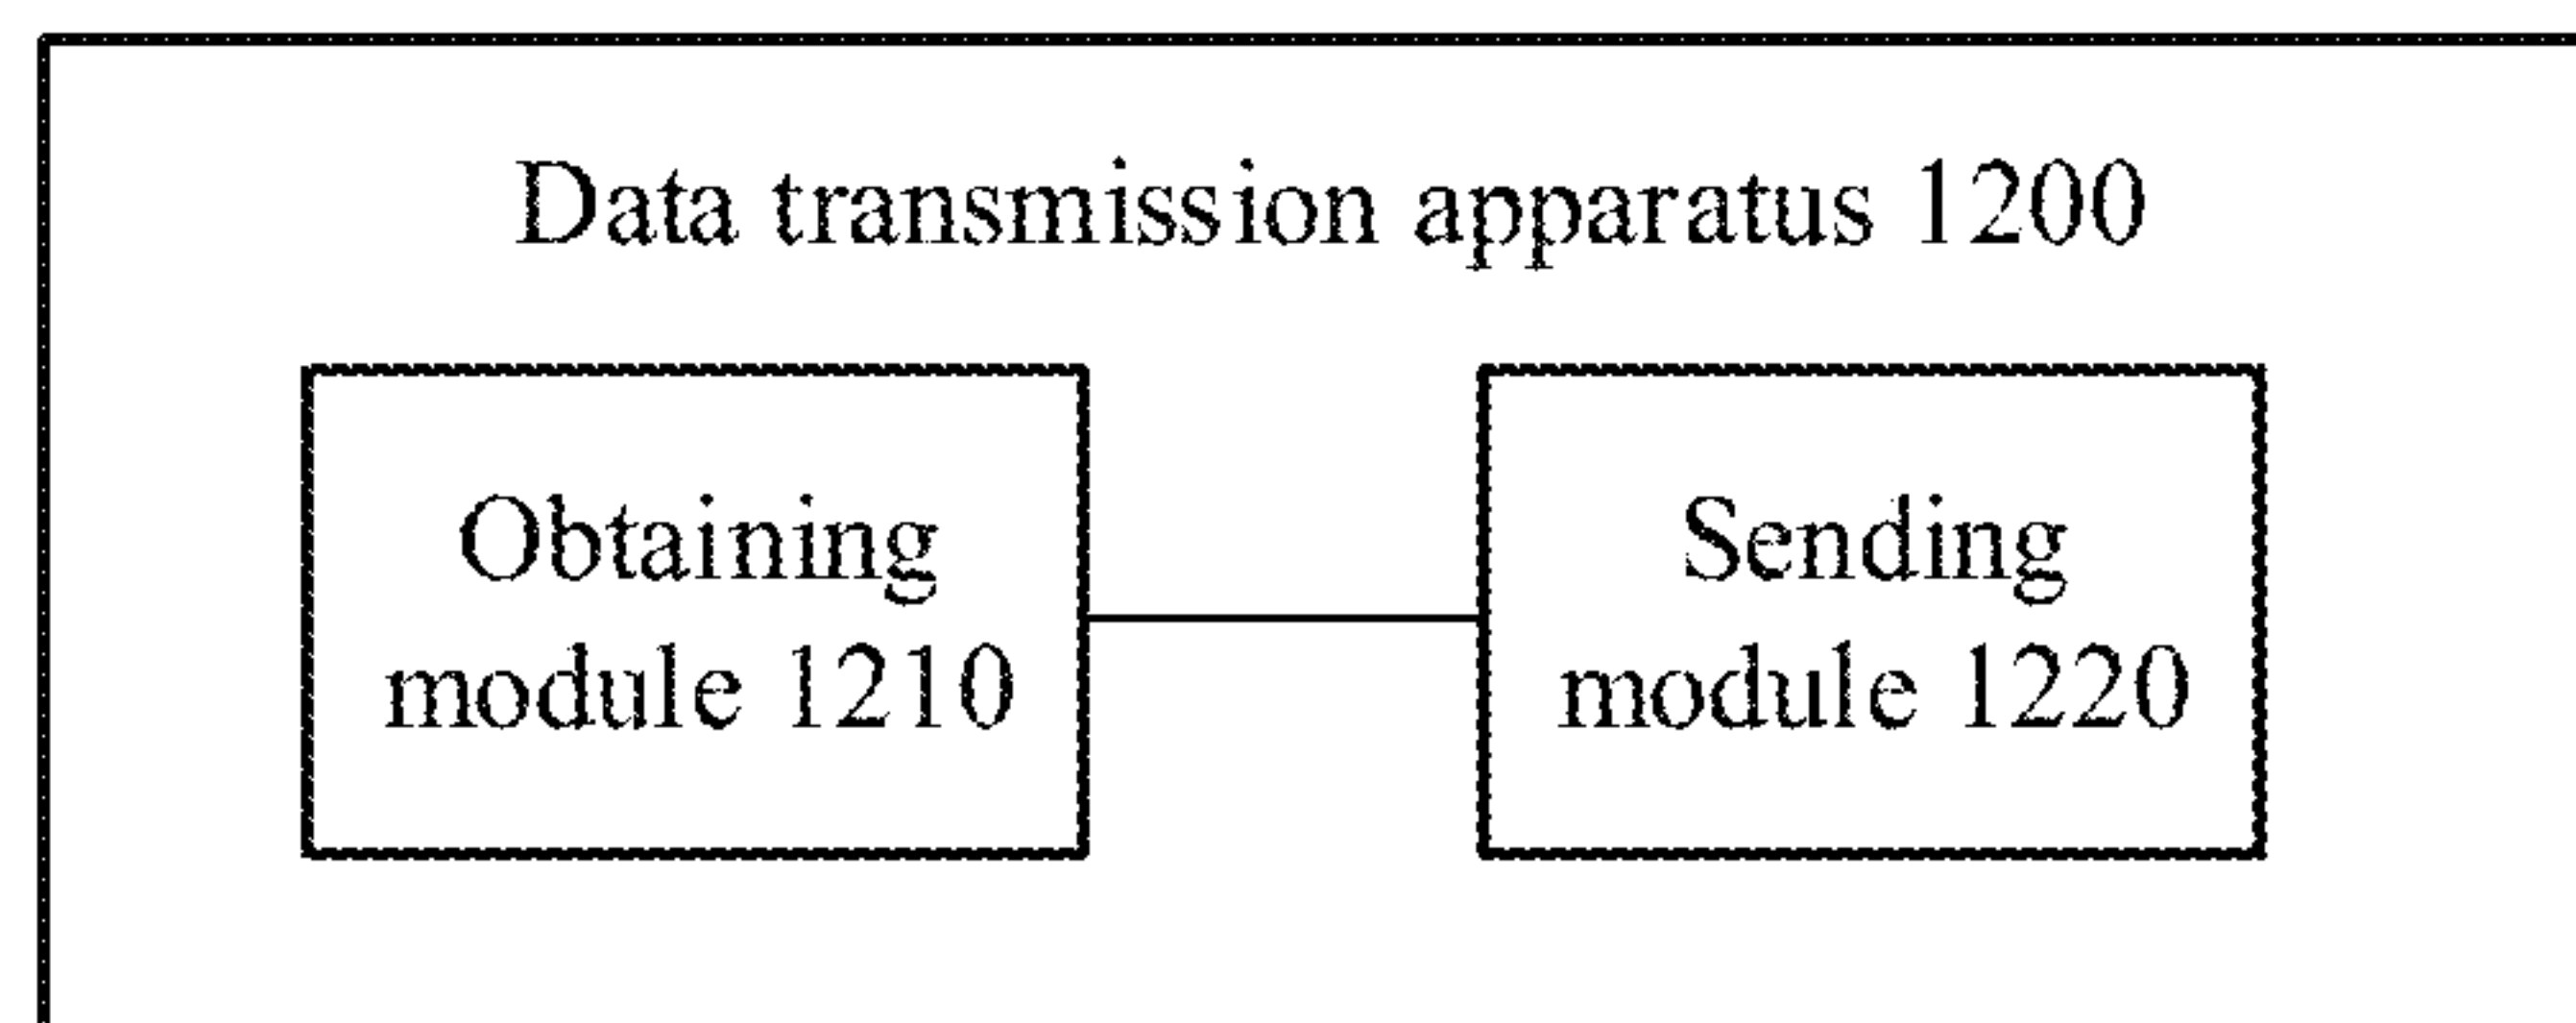 Data transmission apparatus 1200
Obtaining
module 1210
Sending
module 1220